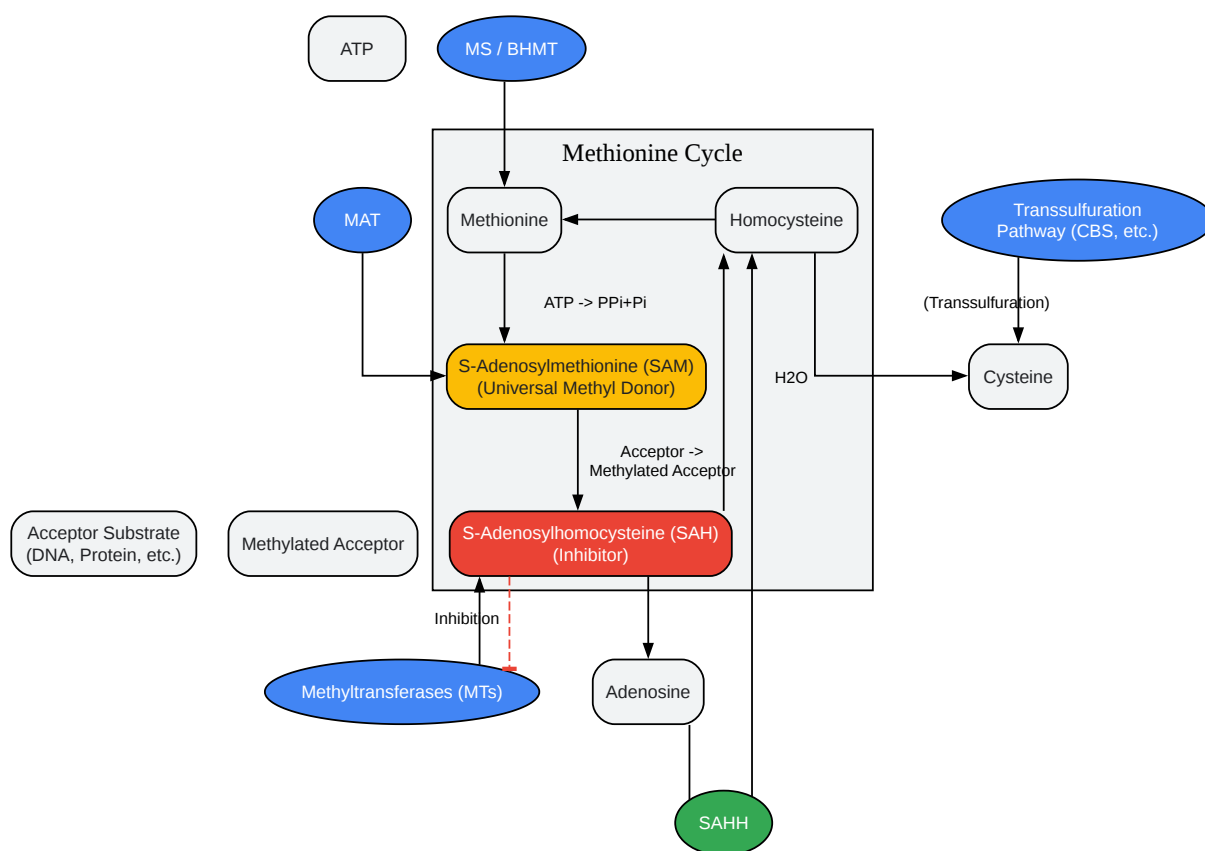 ATP
MS / BHMT
Methionine Cycle
MAT
Methionine
Homocysteine
Transsulfuration
Pathway (CBS, etc.)
ATP -> PPi+Pi
(Transsulfuration)
S-Adenosylmethionine (SAM)
(Universal Methyl Donor)
H2O
Cysteine
Acceptor ->
Methylated Acceptor
Acceptor Substrate
(DNA, Protein, etc.)
Methylated Acceptor
S-Adenosylhomocysteine (SAH)
(Inhibitor)
Inhibition
Methyltransferases (MTs)
Adenosine
SAHH